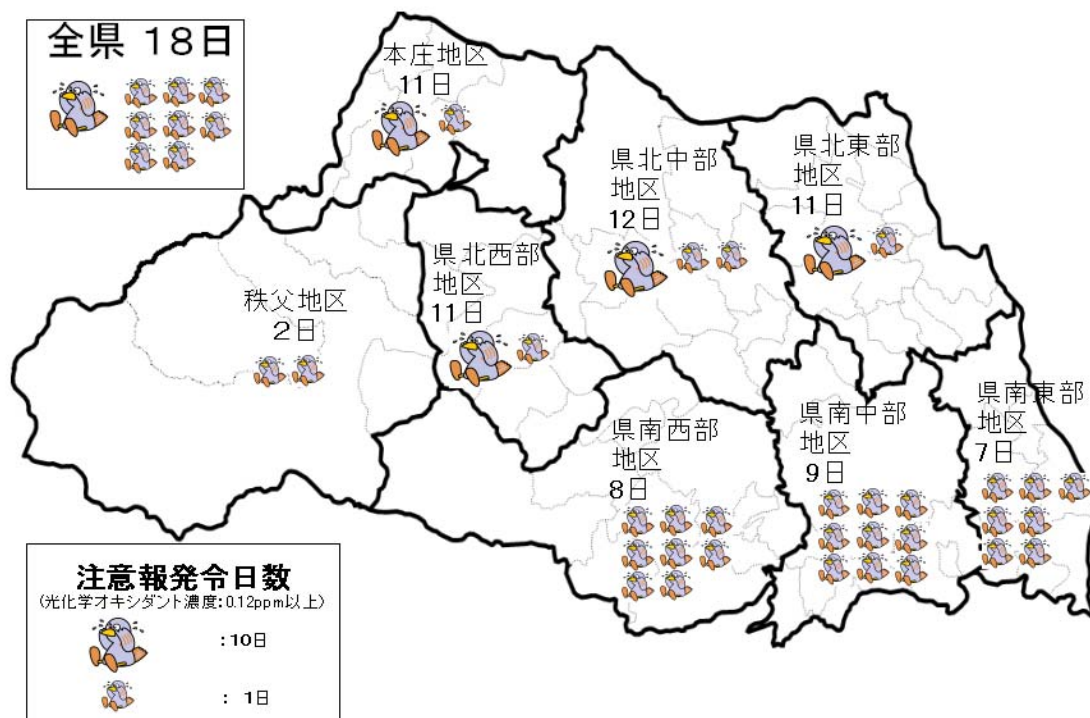 全県 18日
本庄地区
11日
県北中部
地区
12日
県北東部
地区
11日
県北西部
地区
11日
秩父地区
２日
県南西部
地区
8日
県南中部
地区
9日
県南東部
地区
7日
注意報発令日数
(光化学オキシダント濃度:0.12ppm以上)
:10日
: 1日